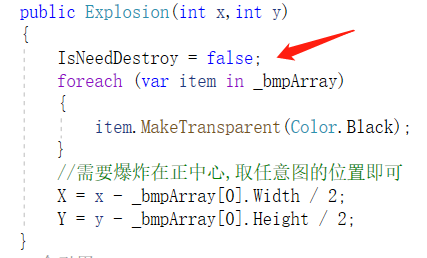 public Explosion(int x,int y)
{
IsNeedDestroy = false;
foreach (var item in _bmpArray)
{
item.MakeTransparent(Color.Black);
}
//需要爆炸在正中心,取任意图的位置即可
X = x - _bmpArray[0].Width / 2;
Y = y - _bmpArray[0].Height / 2;
}